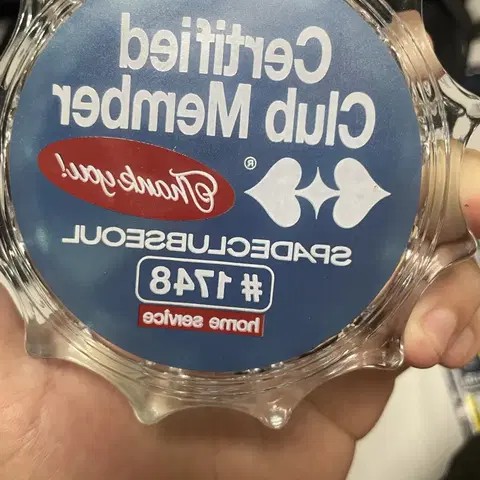 Certified
Club Member
Thank you!
®
SPADECLUBSEOUL
# 1748
home service